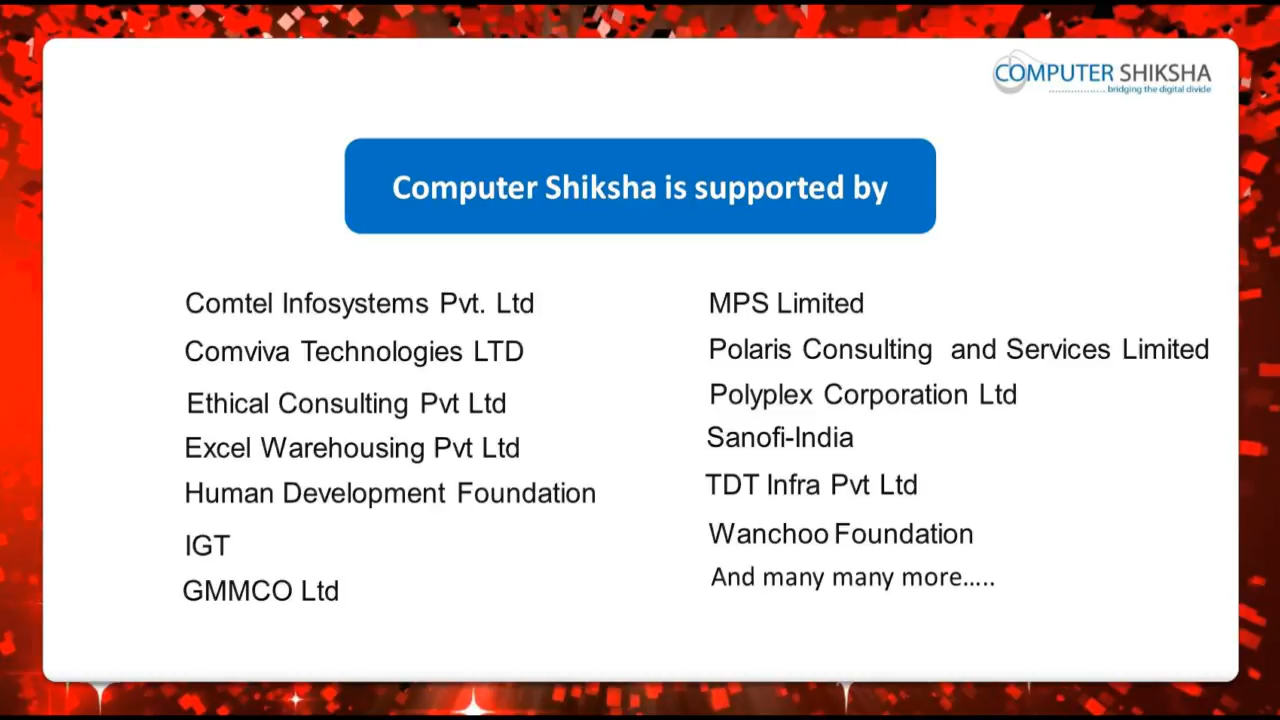 COMPUTER SHIKSHA
bridging the digital divide
Computer Shiksha is supported by
Comtel Infosystems Pvt. Ltd
Comviva Technologies LTD
Ethical Consulting Pvt Ltd
Excel Warehousing Pvt Ltd
Human Development Foundation
IGT
GMMCO Ltd
MPS Limited
Polaris Consulting and Services Limited
Polyplex Corporation Ltd
Sanofi-India
TDT Infra Pvt Ltd
Wanchoo Foundation
And many many more.....